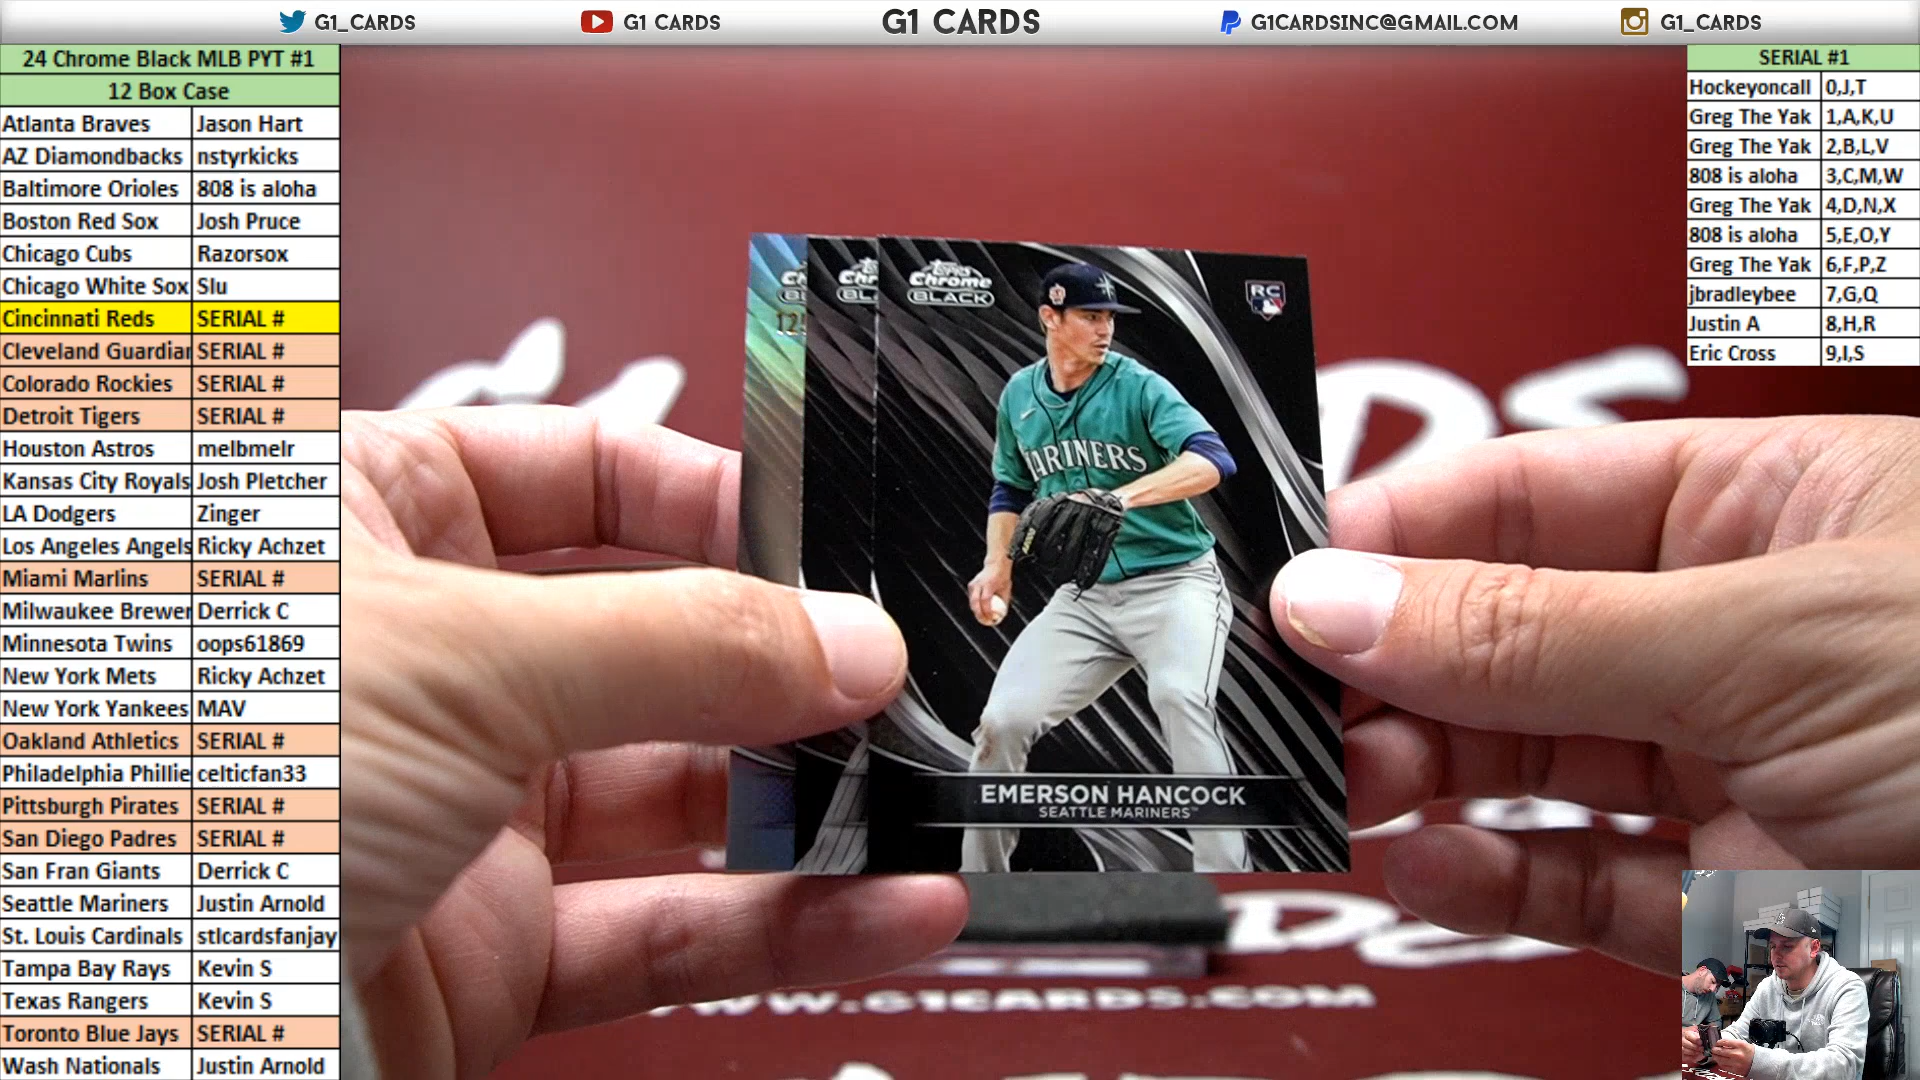 G1_CARDS
G1 CARDS
G1 CARDS
G1CARDSINC@GMAIL.COM
G1_CARDS
24 Chrome Black MLB PYT #1
12 Box Case
Atlanta Braves Jason Hart
AZ Diamondbacks nstyrkicks
Baltimore Orioles 808 is aloha
Boston Red Sox Josh Pruce
Chicago Cubs Razorsox
Chicago White Sox Slu
Cincinnati Reds SERIAL #
Cleveland Guardian SERIAL #
Colorado Rockies SERIAL #
Detroit Tigers SERIAL #
Houston Astros melbmelr
Kansas City Royals Josh Pletcher
LA Dodgers Zinger
Los Angeles Angels Ricky Achzet
Miami Marlins SERIAL #
Milwaukee Brewer Derrick C
Minnesota Twins oops61869
New York Mets Ricky Achzet
New York Yankees MAV
Oakland Athletics SERIAL #
Philadelphia Phillie celticfan33
Pittsburgh Pirates SERIAL #
San Diego Padres SERIAL #
San Fran Giants Derrick C
Seattle Mariners Justin Arnold
St. Louis Cardinals stlcardsfanjay
Tampa Bay Rays Kevin S
Texas Rangers Kevin S
Toronto Blue Jays SERIAL #
Wash Nationals Justin Arnold
SERIAL #1
Hockeyoncall 0,J,T
Greg The Yak 1,A,K,U
Greg The Yak 2,B,L,V
808 is aloha 3,C,M,W
Greg The Yak 4,D,N,X
808 is aloha 5,E,O,Y
Greg The Yak 6,F,P,Z
jbradleybee 7,G,Q
Justin A 8,H,R
Eric Cross 9,I,S
Topps
Chrome
BLACK
RC
MARINERS
EMERSON HANCOCK
SEATTLE MARINERS™
WWW.G1CARDS.COM